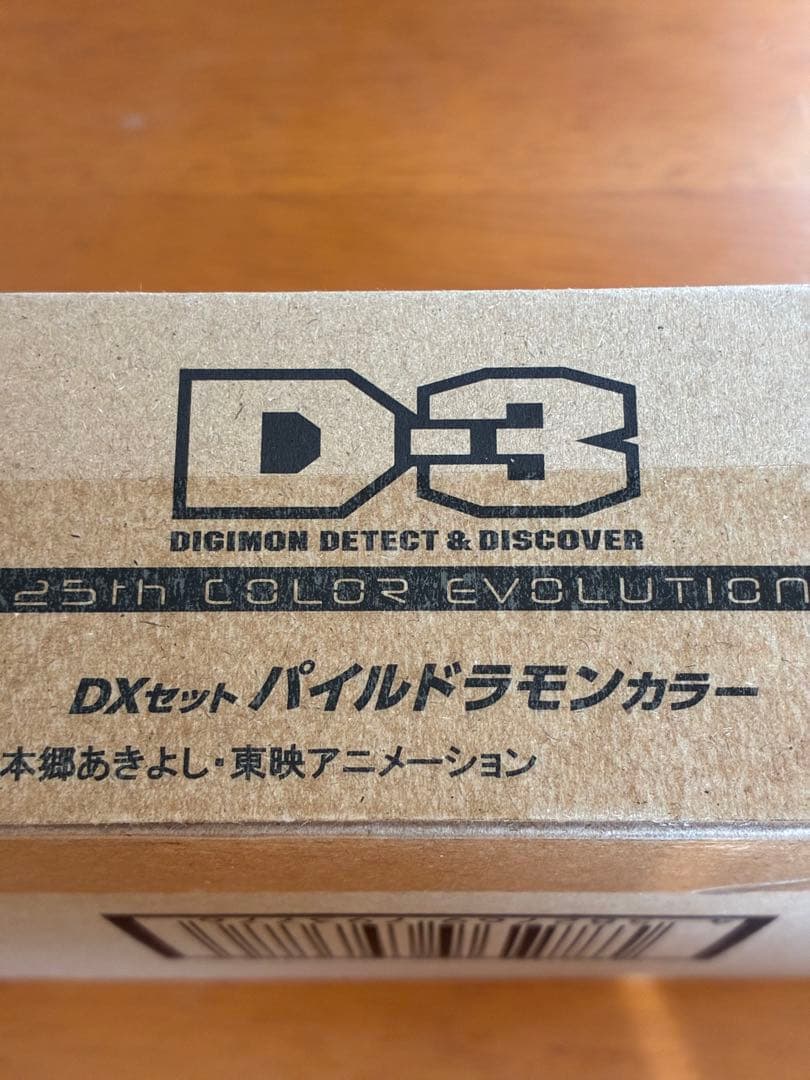 D-3
DIGIMON DETECT & DISCOVER
25th COLOR EVOLUTION
DXセット パイルドラモンカラー
本郷あきよし・東映アニメーション